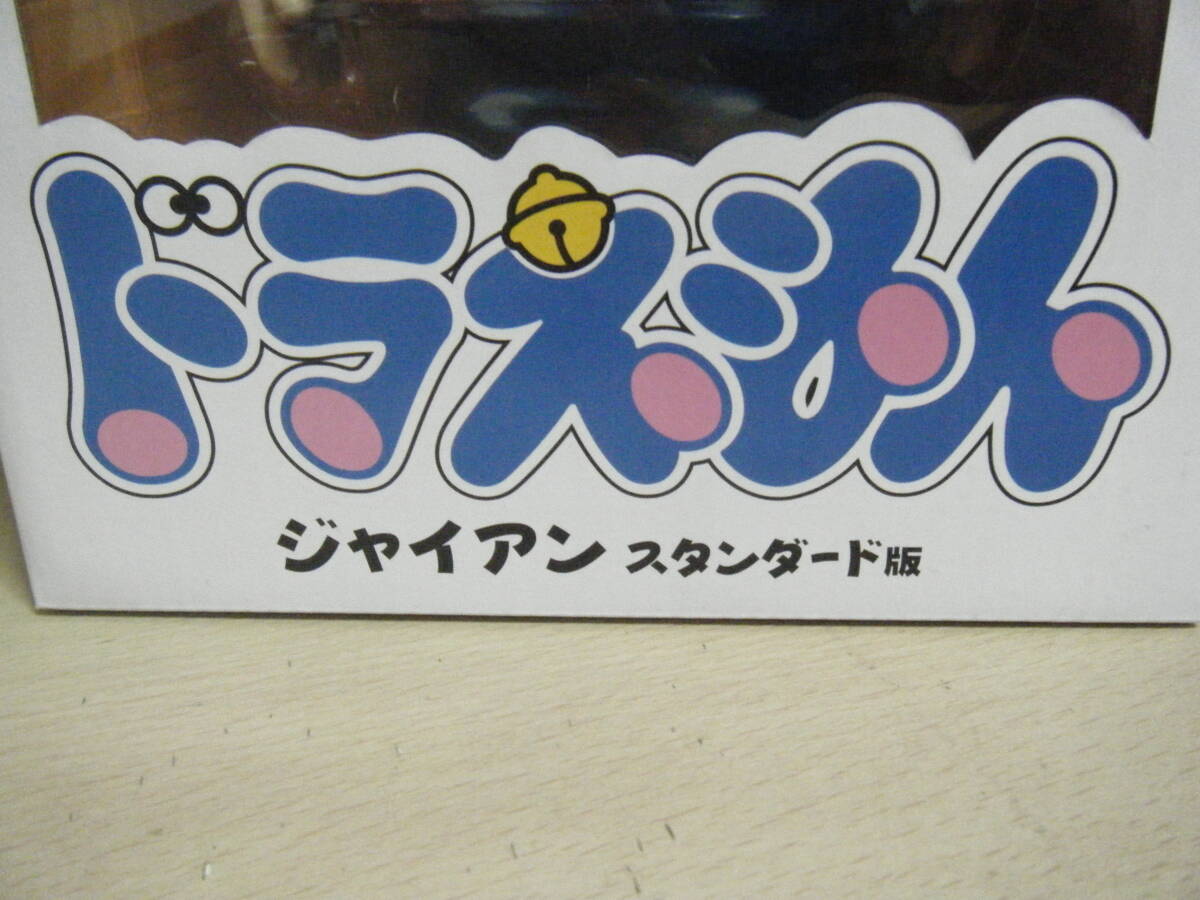 ドラえもん
ジャイアン スタンダード版